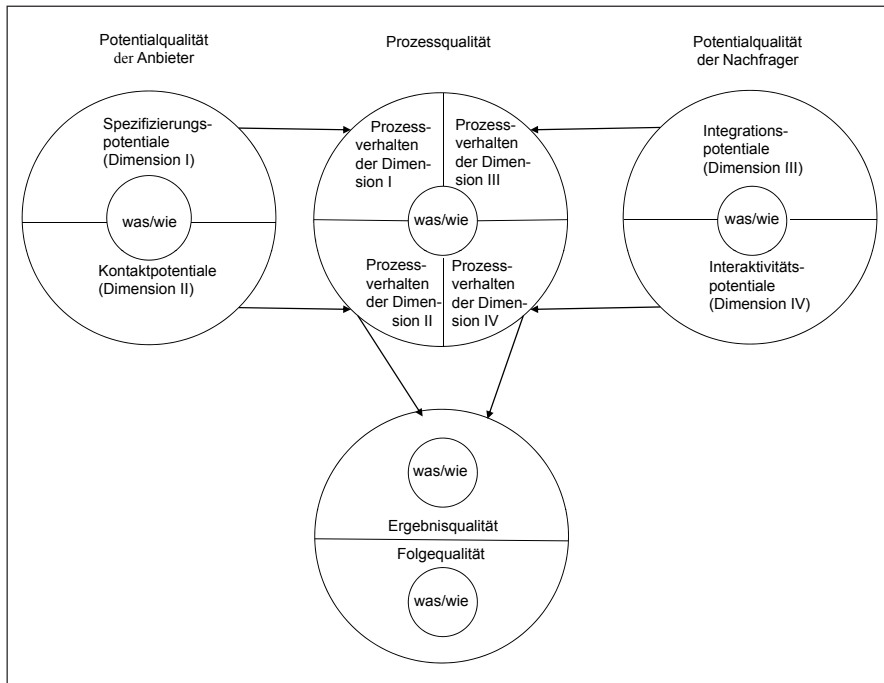 Potentialqualität
der Anbieter
Prozessqualität
Potentialqualität
der Nachfrager
Spezifizierungs-
potentiale
(Dimension I)
was/wie
Kontaktpotentiale
(Dimension II)
Prozess-
verhalten
der Dimen-
sion I
Prozess-
verhalten
der Dimen-
sion III
was/wie
Prozess-
verhalten
der Dimen-
sion II
Prozess-
verhalten
der Dimen-
sion IV
Integrations-
potentiale
(Dimension III)
was/wie
Interaktivitäts-
potentiale
(Dimension IV)
was/wie
Ergebnisqualität
Folgequalität
was/wie